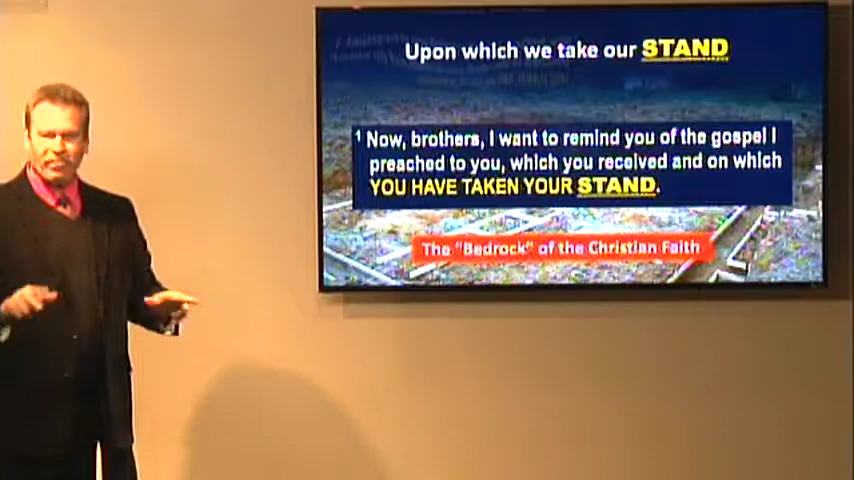 Upon which we take our STAND
1 Now, brothers, I want to remind you of the gospel I
preached to you, which you received and on which
YOU HAVE TAKEN YOUR STAND.
The "Bedrock" of the Christian Faith